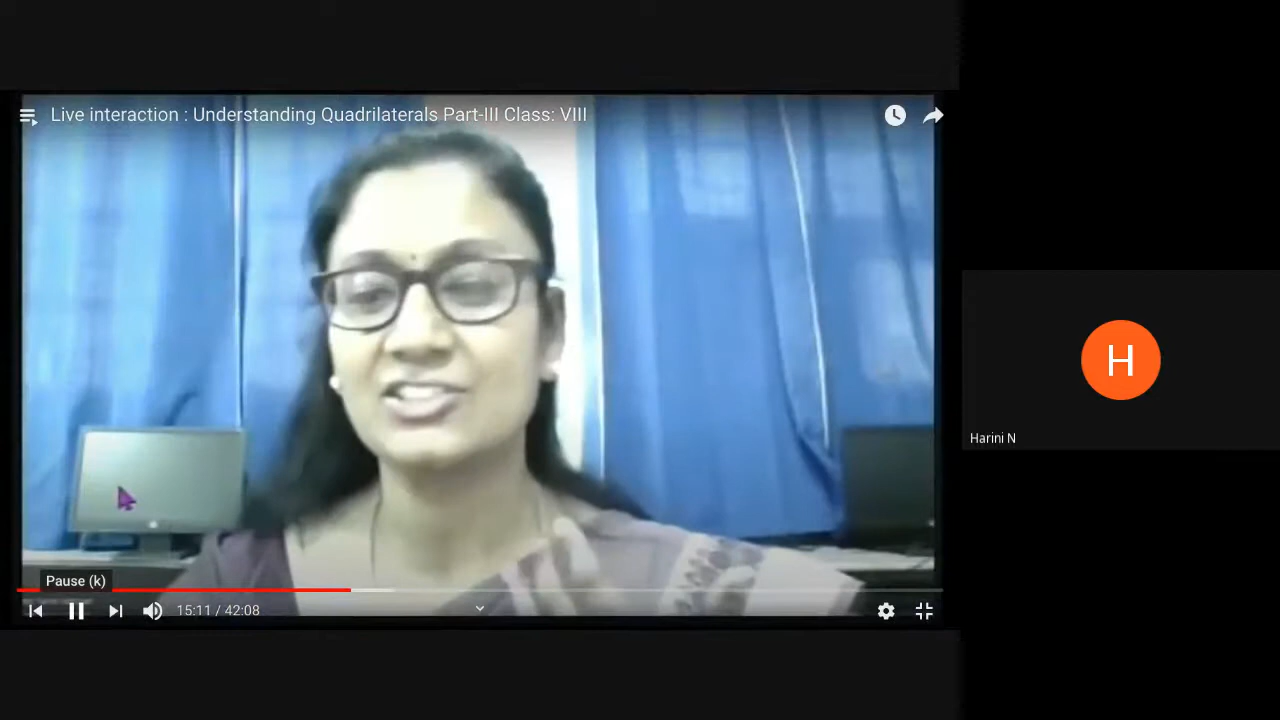 Live interaction : Understanding Quadrilaterals Part-III Class: VIII
H
Harini N
Pause (k)
15:11 / 42:08